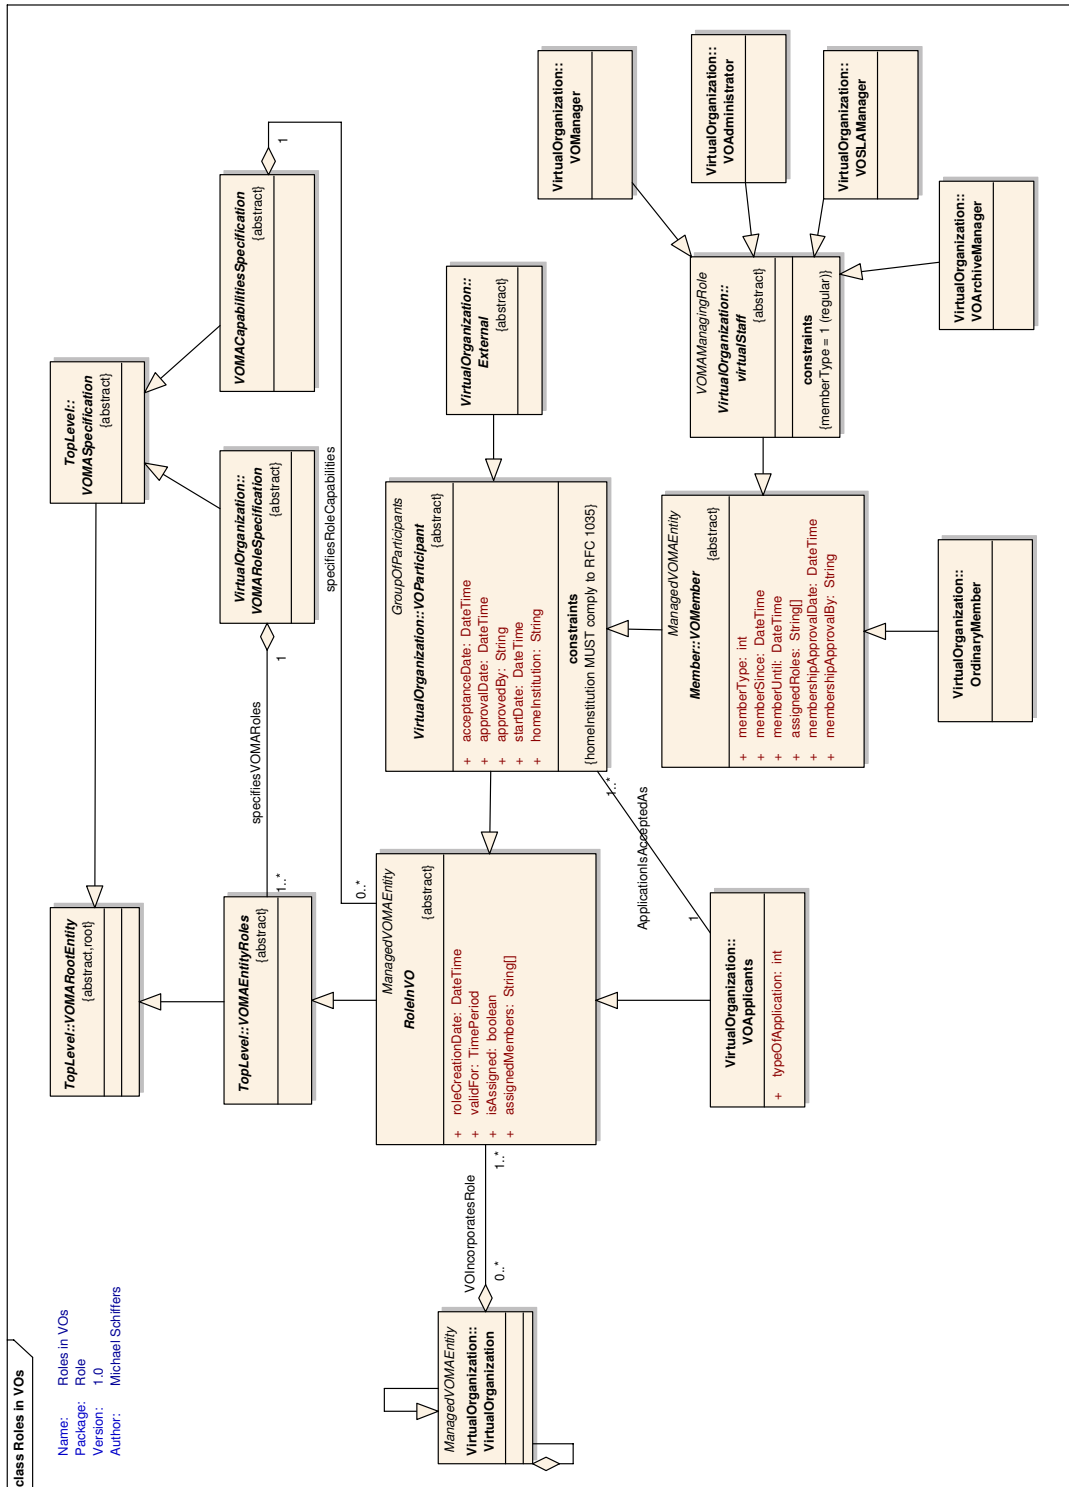 class Roles in VOs
Name: Roles in VOs
Package: Role
Version: 1.0
Author: Michael Schiffers
TopLevel::VOMARootEntity
{abstract,root}
TopLevel::
VOMASpecification
{abstract}
VOMACapabilitiesSpecification
{abstract}
1
VirtualOrganization::
VOMARoleSpecification
{abstract}
1
specifiesVOMARoles
1..*
TopLevel::VOMAEntityRoles
{abstract}
specifiesRoleCapabilities
0..*
ManagedVOMAEntity
RoleInVO
{abstract}
+ roleCreationDate: DateTime
+ validFor: TimePeriod
+ isAssigned: boolean
+ assignedMembers: String[]
1..*
VOIncorporatesRole
0..*
ManagedVOMAEntity
VirtualOrganization::
VirtualOrganization
GroupOfParticipants
VirtualOrganization::VOParticipant
{abstract}
+ acceptanceDate: DateTime
+ approvalDate: DateTime
+ approvedBy: String
+ startDate: DateTime
+ homeInstitution: String
constraints
{homeInstitution MUST comply to RFC 1035}
1..*
ApplicationIsAcceptedAs
1
VirtualOrganization::
VOApplicants
+ typeOfApplication: int
VirtualOrganization::
External
{abstract}
ManagedVOMAEntity
Member::VOMember
{abstract}
+ memberType: int
+ memberSince: DateTime
+ memberUntil: DateTime
+ assignedRoles: String[]
+ membershipApprovalDate: DateTime
+ membershipApprovalBy: String
VirtualOrganization::
OrdinaryMember
VOMAManagingRole
VirtualOrganization::
virtualStaff
{abstract}
constraints
{memberType = 1 (regular)}
VirtualOrganization::
VOManager
VirtualOrganization::
VOAdministrator
VirtualOrganization::
VOSLAManager
VirtualOrganization::
VOArchiveManager